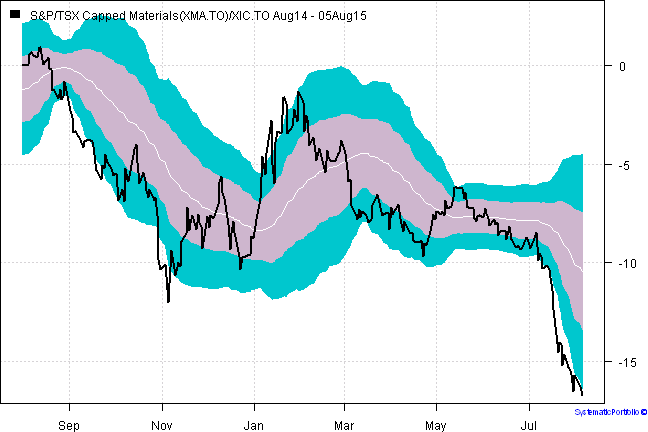 S&P/TSX Capped Materials(XMA.TO)/XIC.TO Aug14 - 05Aug15
0
-5
-10
-15
Sep Nov Jan Mar May Jul
SystematicPortfolio ©